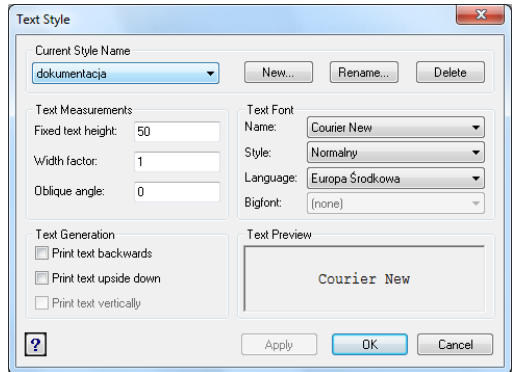 Text Style
Current Style Name
dokumentacja
New...
Rename...
Delete
Text Measurements
Fixed text height: 50
Width factor: 1
Oblique angle: 0
Text Font
Name: Courier New
Style: Normalny
Language: Europa Środkowa
Bigfont: (none)
Text Generation
Print text backwards
Print text upside down
Print text vertically
Text Preview
Courier New
?
Apply
OK
Cancel